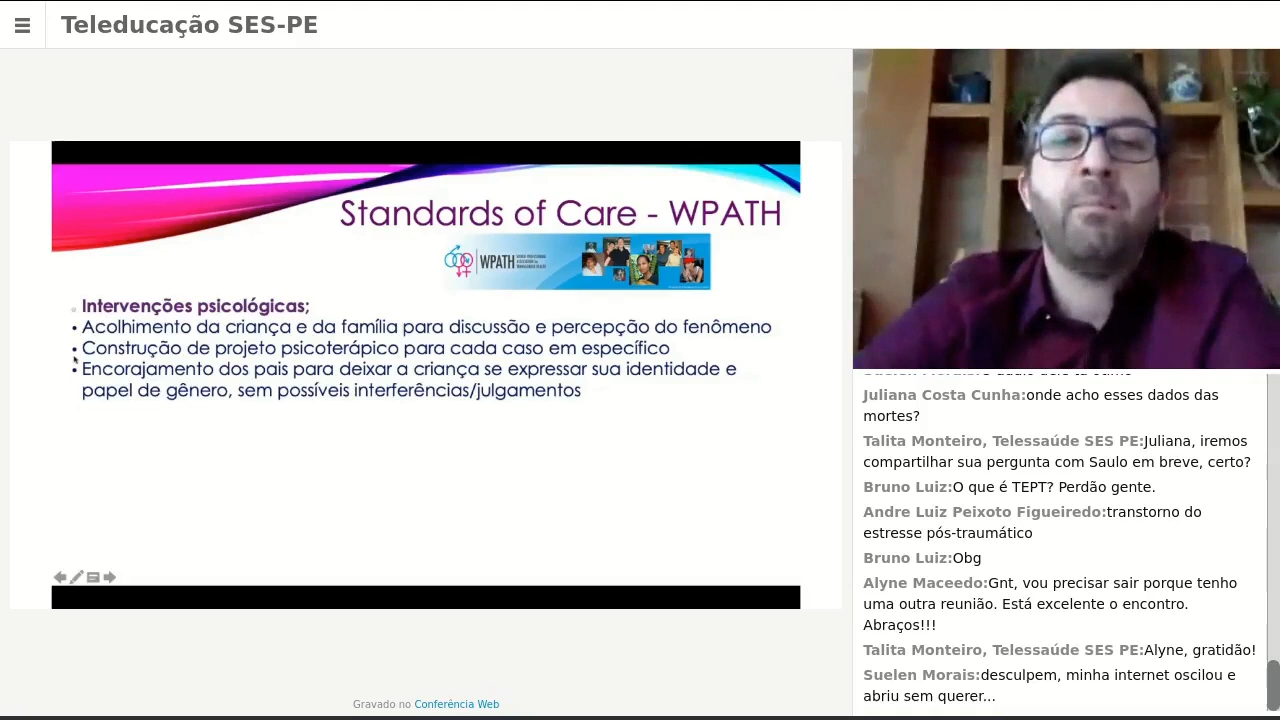 Teleducação SES-PE
Standards of Care - WPATH
WPATH
Intervenções psicológicas;
• Acolhimento da criança e da família para discussão e percepção do fenômeno
• Construção de projeto psicoterápico para cada caso em específico
• Encorajamento dos pais para deixar a criança se expressar sua identidade e
papel de gênero, sem possíveis interferências/julgamentos
Gravado no Conferência Web
Juliana Costa Cunha:onde acho esses dados das
mortes?
Talita Monteiro, Telessaúde SES PE:Juliana, iremos
compartilhar sua pergunta com Saulo em breve, certo?
Bruno Luiz:O que é TEPT? Perdão gente.
Andre Luiz Peixoto Figueiredo:transtorno do
estresse pós-traumático
Bruno Luiz:Obg
Alyne Maceedo:Gnt, vou precisar sair porque tenho
uma outra reunião. Está excelente o encontro.
Abraços!!!
Talita Monteiro, Telessaúde SES PE:Alyne, gratidão!
Suelen Morais:desculpem, minha internet oscilou e
abriu sem querer...